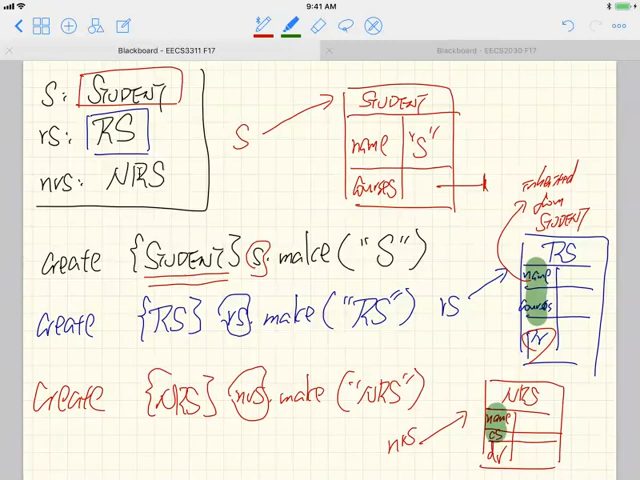 9:41 AM
Blackboard - EECS3311 F17
Blackboard - EECS2030 F17
S: STUDENT
rs: RS
nrs: NRS
S
STUDENT
name "S"
courses
inherited
from
STUDENT
create {STUDENT} s.make("S")
create {RS} rs.make("RS")
rs
RS
name
courses
pr
create {NRS} nrs.make("NRS")
nrs
NRS
name
cs
dr